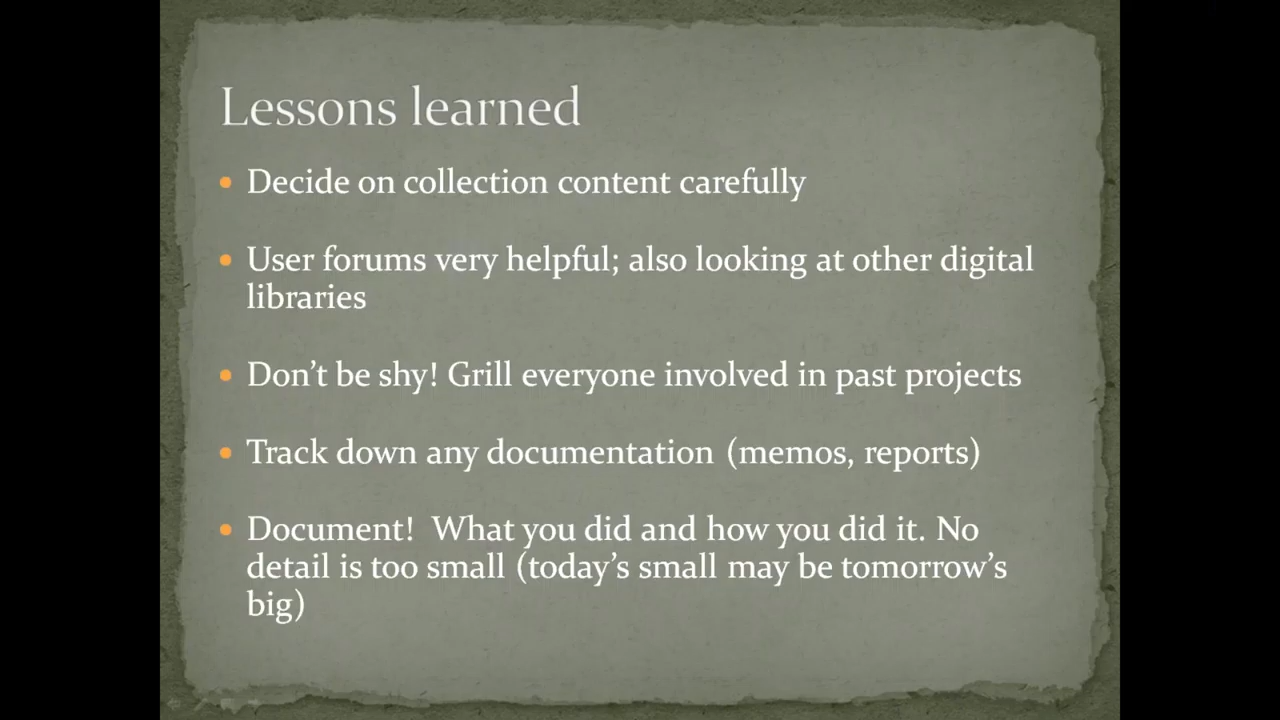 Lessons learned
• Decide on collection content carefully
• User forums very helpful; also looking at other digital
libraries
• Don't be shy! Grill everyone involved in past projects
• Track down any documentation (memos, reports)
• Document!  What you did and how you did it. No
detail is too small (today's small may be tomorrow's
big)